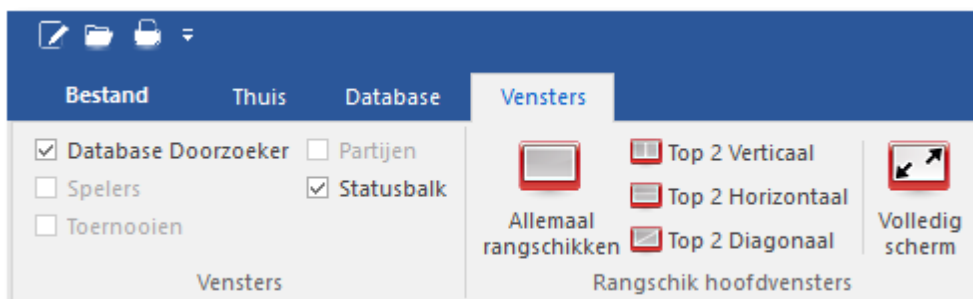 Bestand Thuis Database Vensters
Database Doorzoeker Partijen
Spelers Statusbalk
Toernooien
Vensters
Allemaal
rangschikken
Top 2 Verticaal
Top 2 Horizontaal
Top 2 Diagonaal
Rangschik hoofdvensters
Volledig
scherm